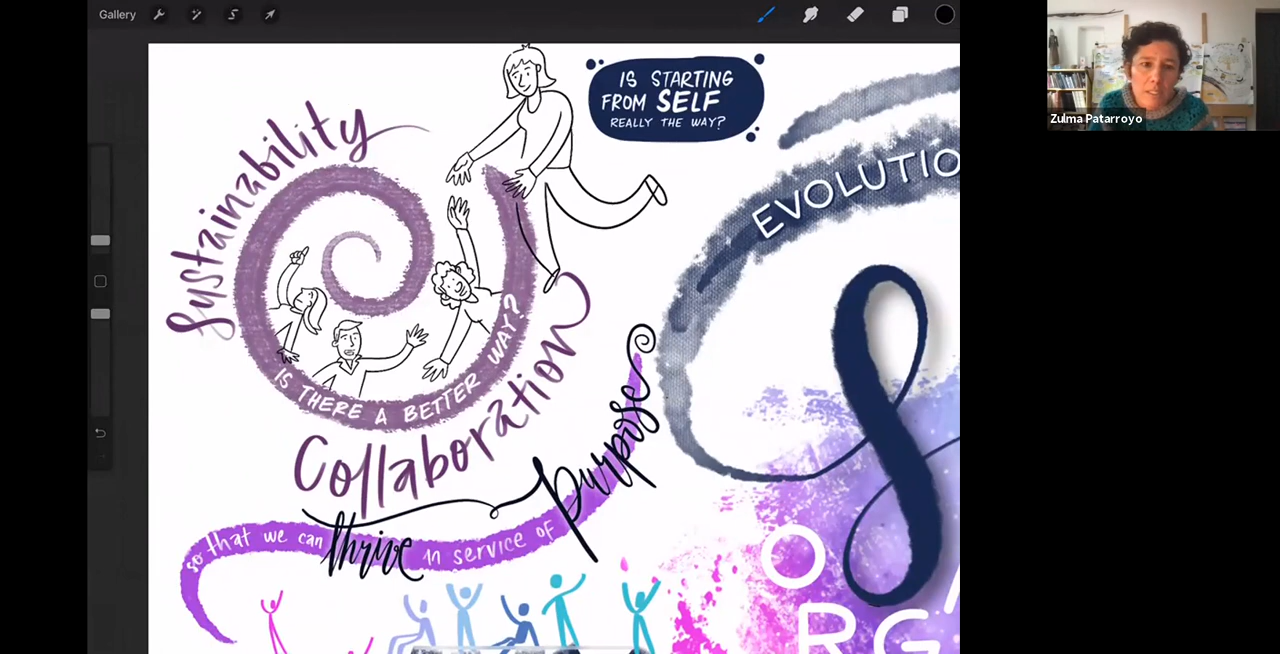 Gallery
Zulma Patarroyo
IS STARTING
FROM SELF
REALLY THE WAY?
Sustainability
IS THERE A BETTER WAY?
Collaboration
so that we can thrive in service of purpose
EVOLUTIO
&
O
RG